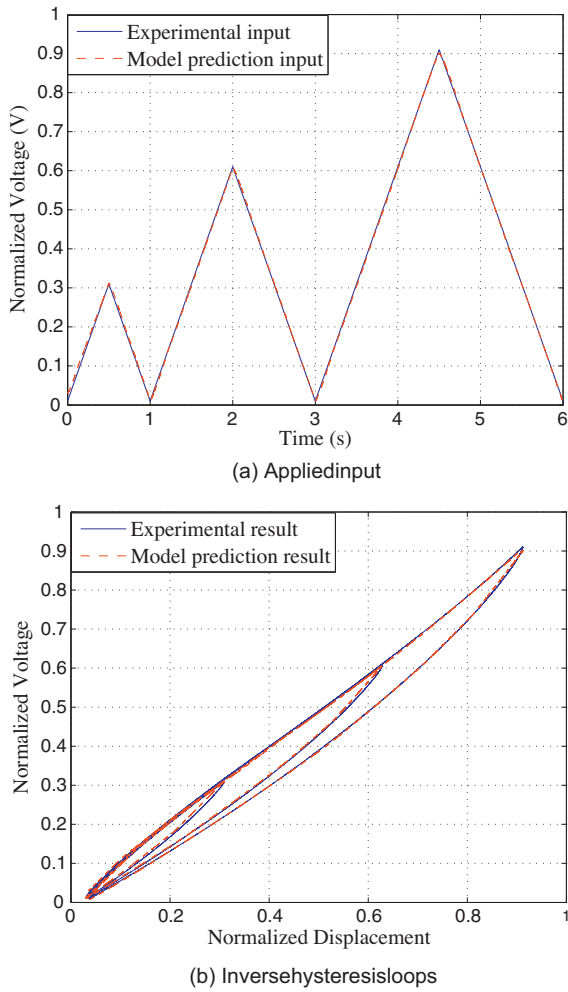 1
0.9
0.8
0.7
0.6
0.5
0.4
0.3
0.2
0.1
0
Normalized Voltage (V)
Experimental input
Model prediction input
0 1 2 3 4 5 6
Time (s)
(a) Appliedinput
1
0.9
0.8
0.7
0.6
0.5
0.4
0.3
0.2
0.1
0
Normalized Voltage
Experimental result
Model prediction result
0 0.2 0.4 0.6 0.8 1
Normalized Displacement
(b) Inversehysteresisloops